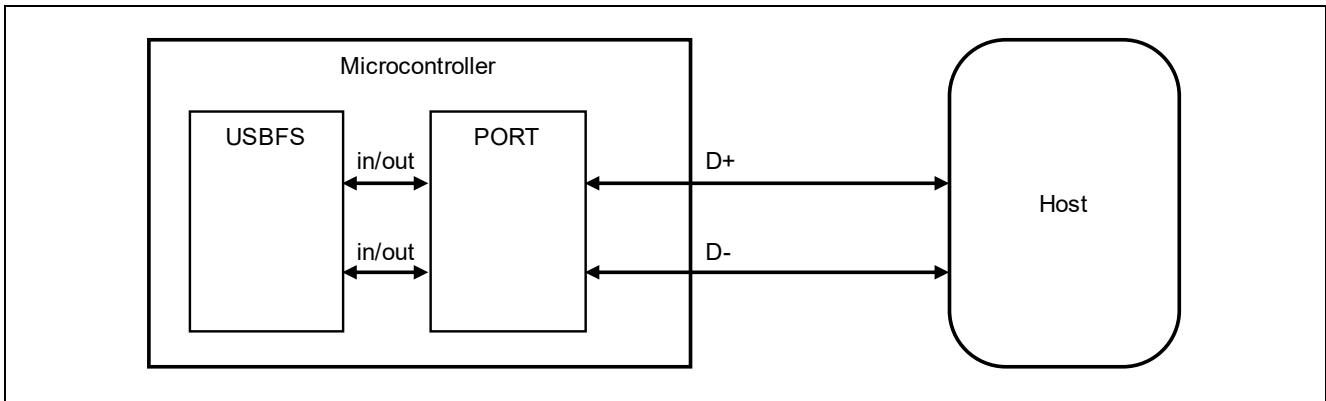 Microcontroller
USBFS
PORT
in/out
D+
Host
in/out
D-